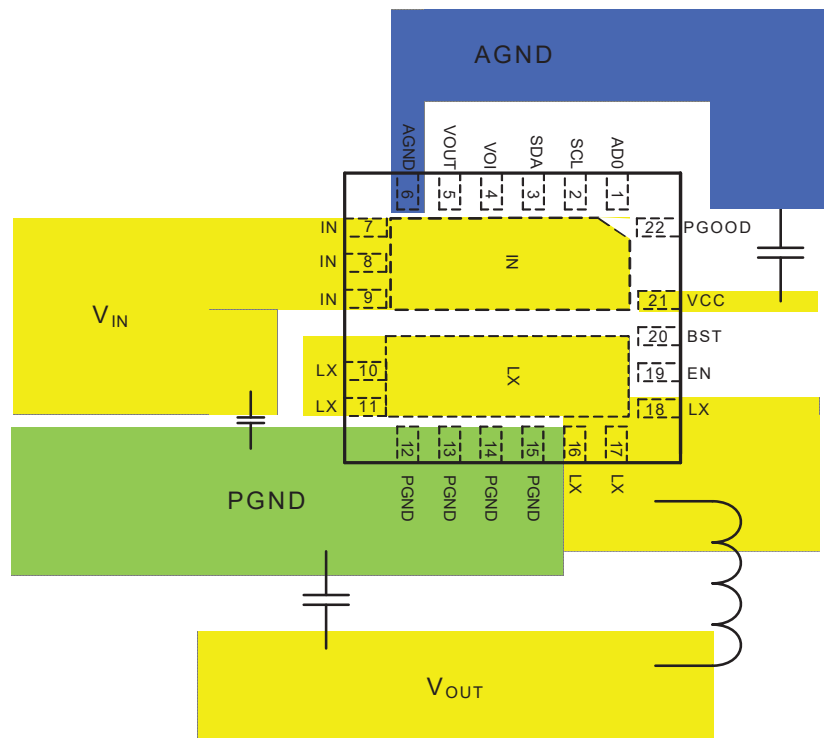 AGND
AGND
VOUT
VOI
SDA
SCL
AD0
6
5
4
3
2
1
IN
7
22
PGOOD
IN
8
IN
IN
9
21
VCC
VIN
20
BST
LX
10
LX
19
EN
LX
11
18
LX
12
13
14
15
16
17
PGND
PGND
PGND
PGND
PGND
LX
LX
VOUT